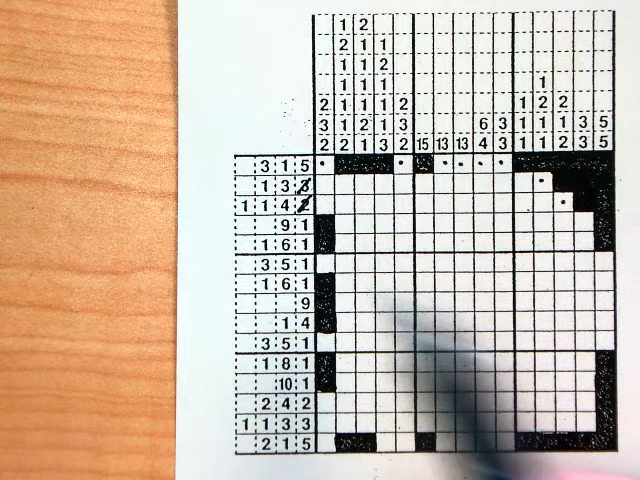 1 2
2 1 1
1 1 2
1 1 1 1
2 1 1 1 2 1 2 2
3 1 2 1 3 6 3 1 1 1 3 5
2 2 1 3 2 15 13 13 4 3 1 1 2 3 5
3 1 5
1 3 3
1 1 4 2
9 1
1 6 1
3 5 1
1 6 1
9
1 4
3 5 1
1 8 1
10 1
2 4 2
1 1 3 3
2 1 5